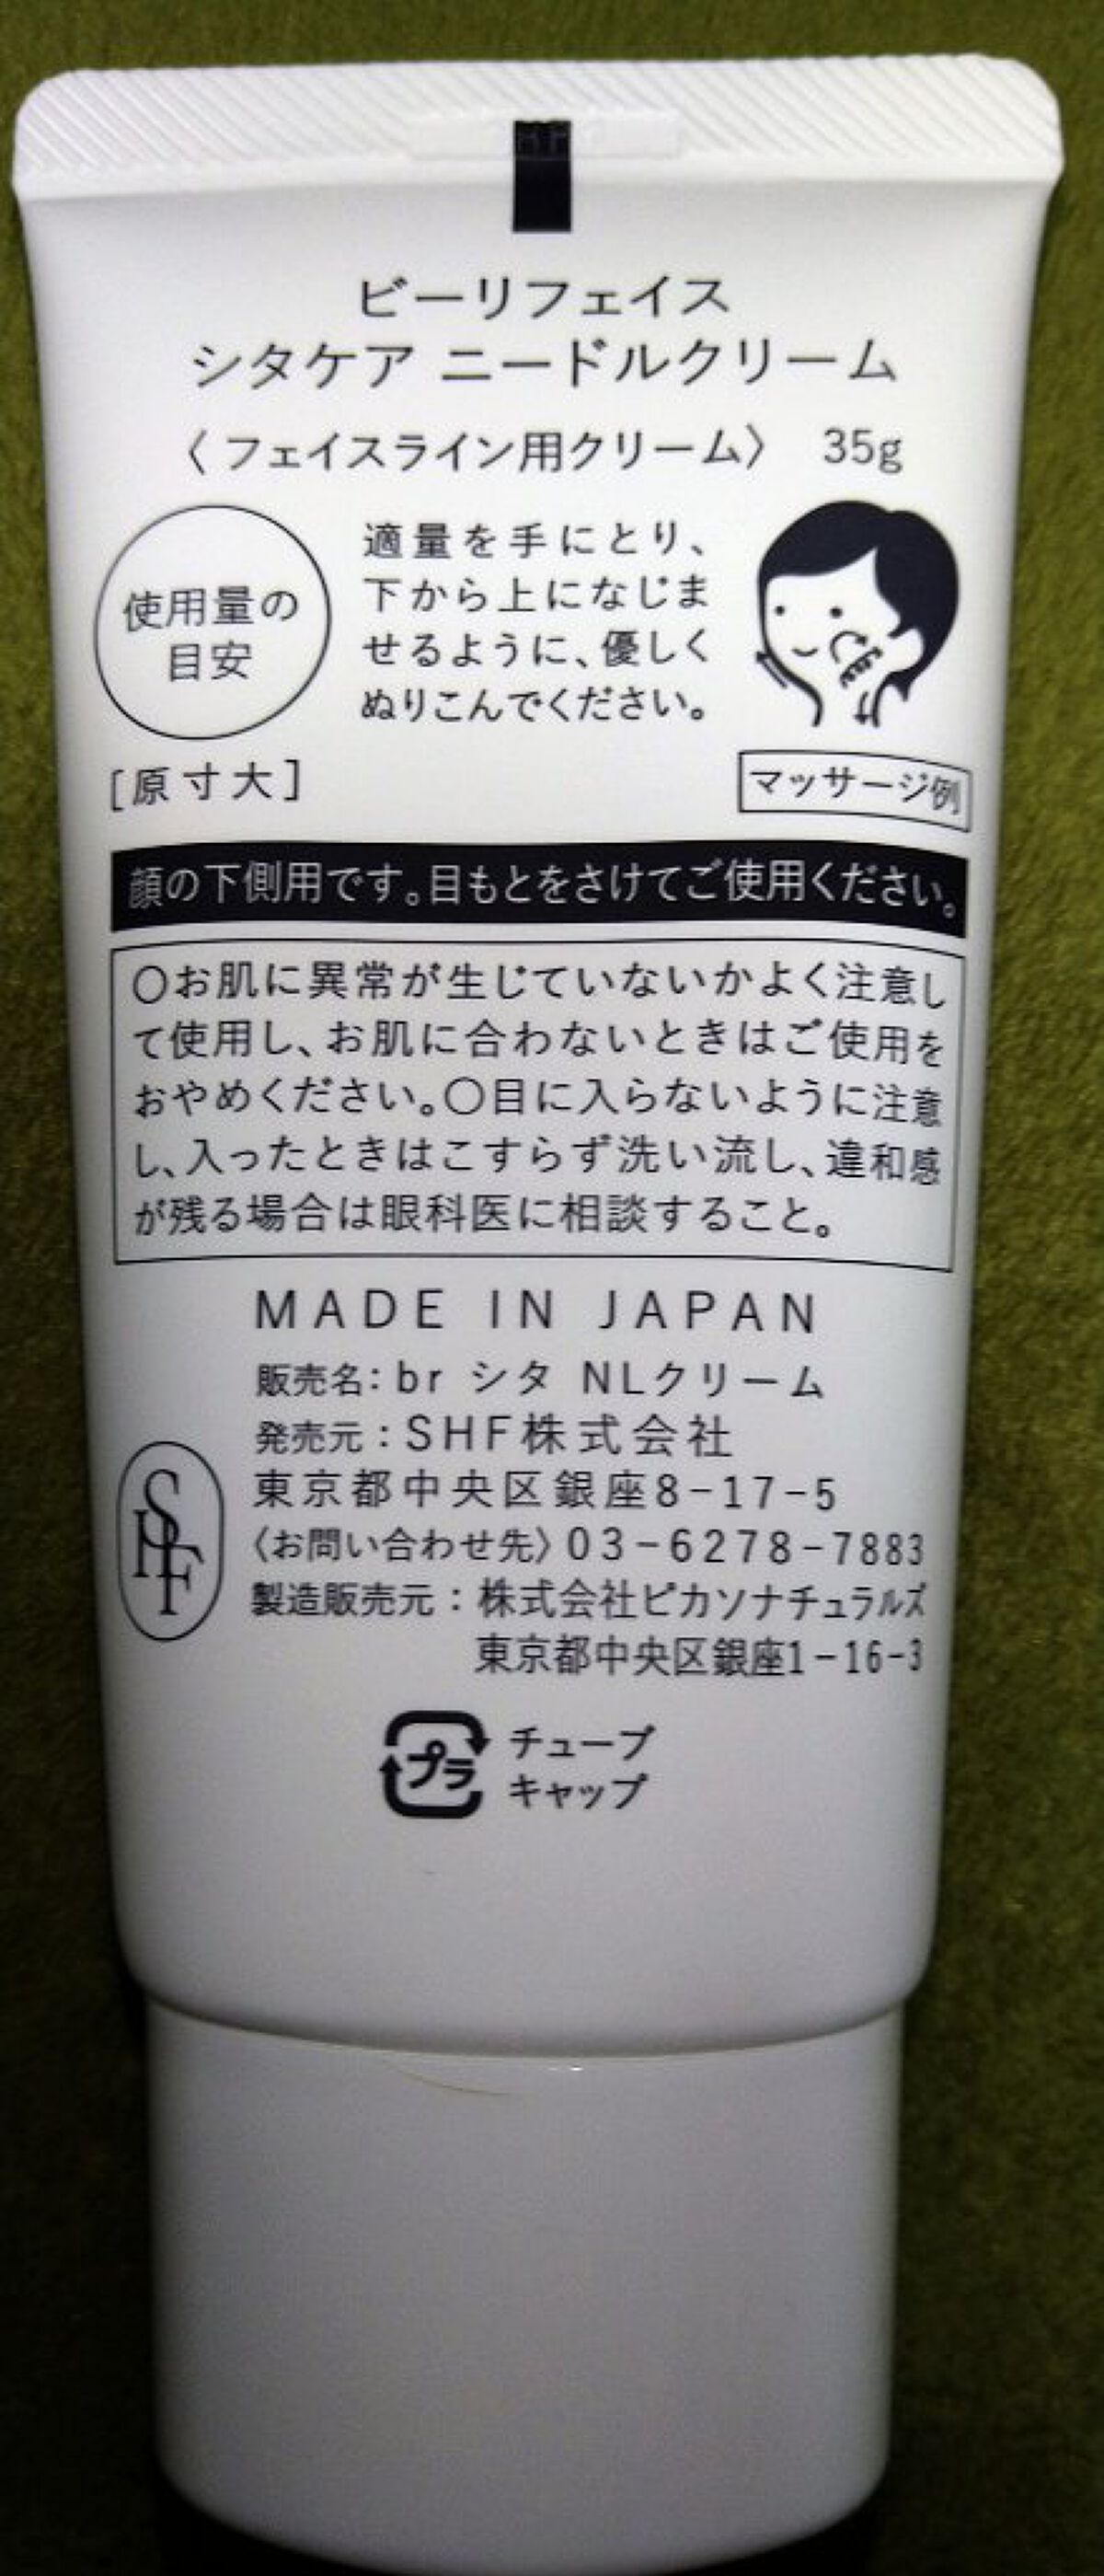 ビーリフェイス
シタケア ニードルクリーム
〈フェイスライン用クリーム〉 35g
使用量の
目安
[原寸大]
適量を手にとり、
下から上になじま
せるように、優しく
ぬりこんでください。
マッサージ例
顔の下側用です。目もとをさけてご使用ください。
○お肌に異常が生じていないかよく注意し
て使用し、お肌に合わないときはご使用を
おやめください。○目に入らないように注意
し、入ったときはこすらず洗い流し、違和感
が残る場合は眼科医に相談すること。
MADE IN JAPAN
販売名：br シタ NLクリーム
発売元：SHF株式会社
東京都中央区銀座8-17-5
〈お問い合わせ先〉03-6278-7883
製造販売元：株式会社ピカソナチュラルズ
東京都中央区銀座1-16-3
SHF
プラ
チューブ
キャップ